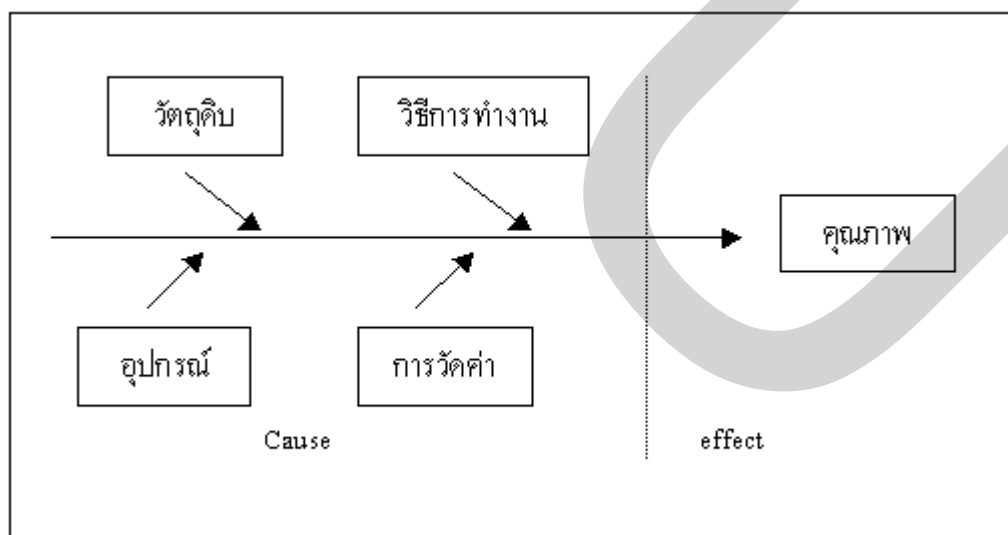 วัตถุดิบ
วิธีการทำงาน
คุณภาพ
อุปกรณ์
การวัดค่า
Cause
effect